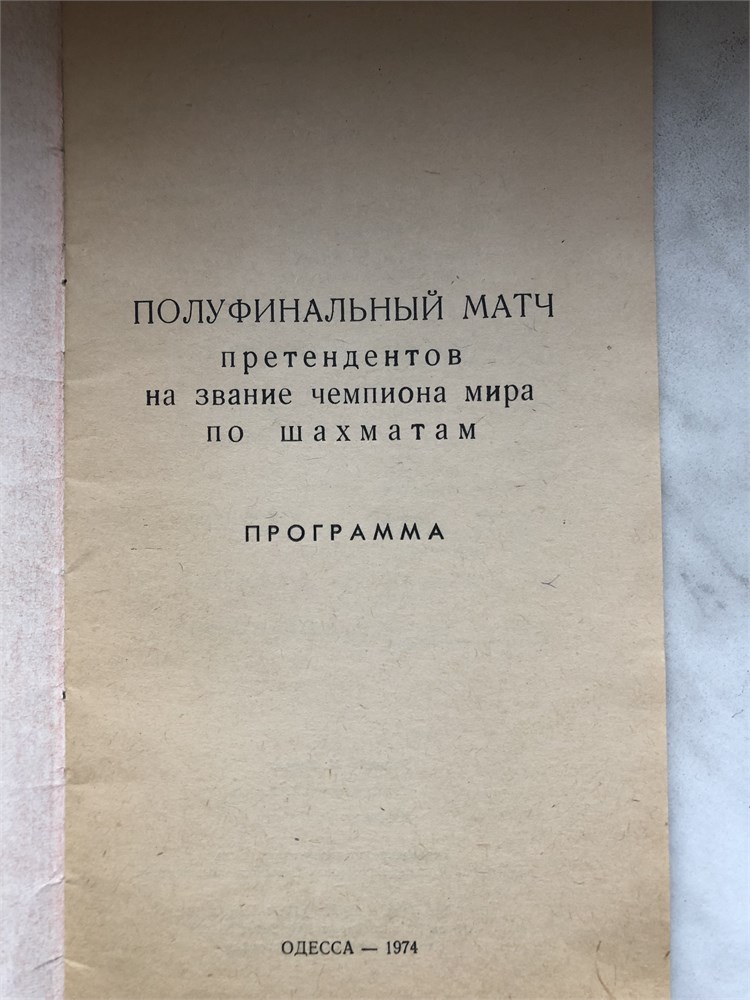 ПОЛУФИНАЛЬНЫЙ МАТЧ
претендентов
на звание чемпиона мира
по шахматам
ПРОГРАММА
ОДЕССА — 1974